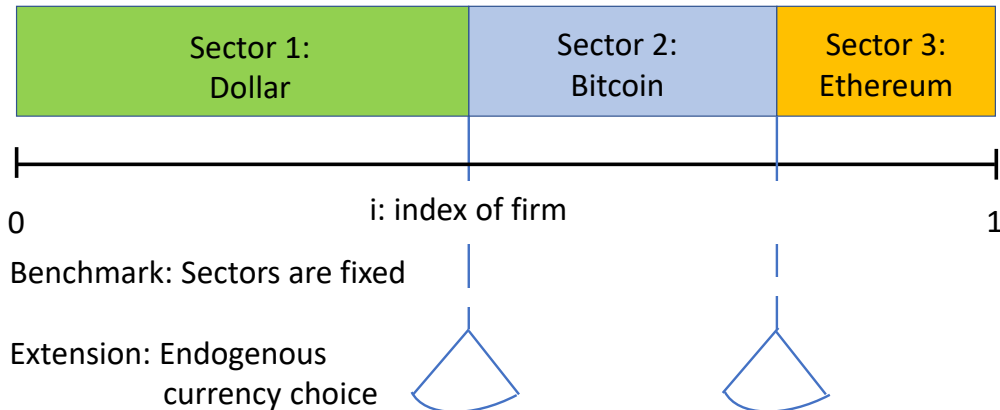 Sector 1:
Dollar
Sector 2:
Bitcoin
Sector 3:
Ethereum
i: index of firm
0
1
Benchmark: Sectors are fixed
Extension: Endogenous
currency choice